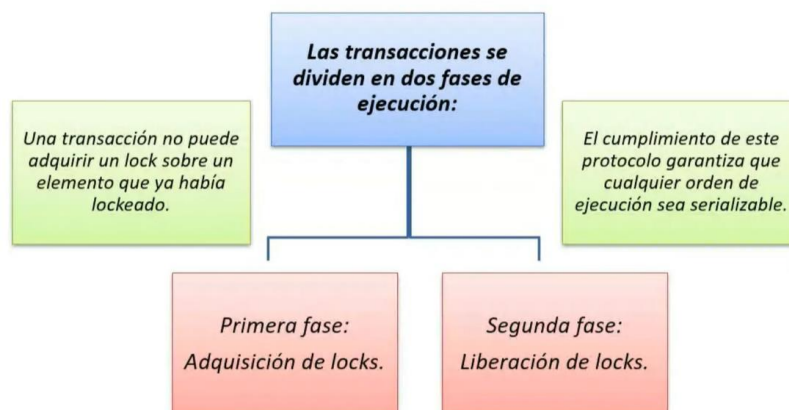 Las transacciones se
dividen en dos fases de
ejecución:
Una transacción no puede
adquirir un lock sobre un
elemento que ya había
lockeado.
El cumplimiento de este
protocolo garantiza que
cualquier orden de
ejecución sea serializable.
Primera fase:
Adquisición de locks.
Segunda fase:
Liberación de locks.